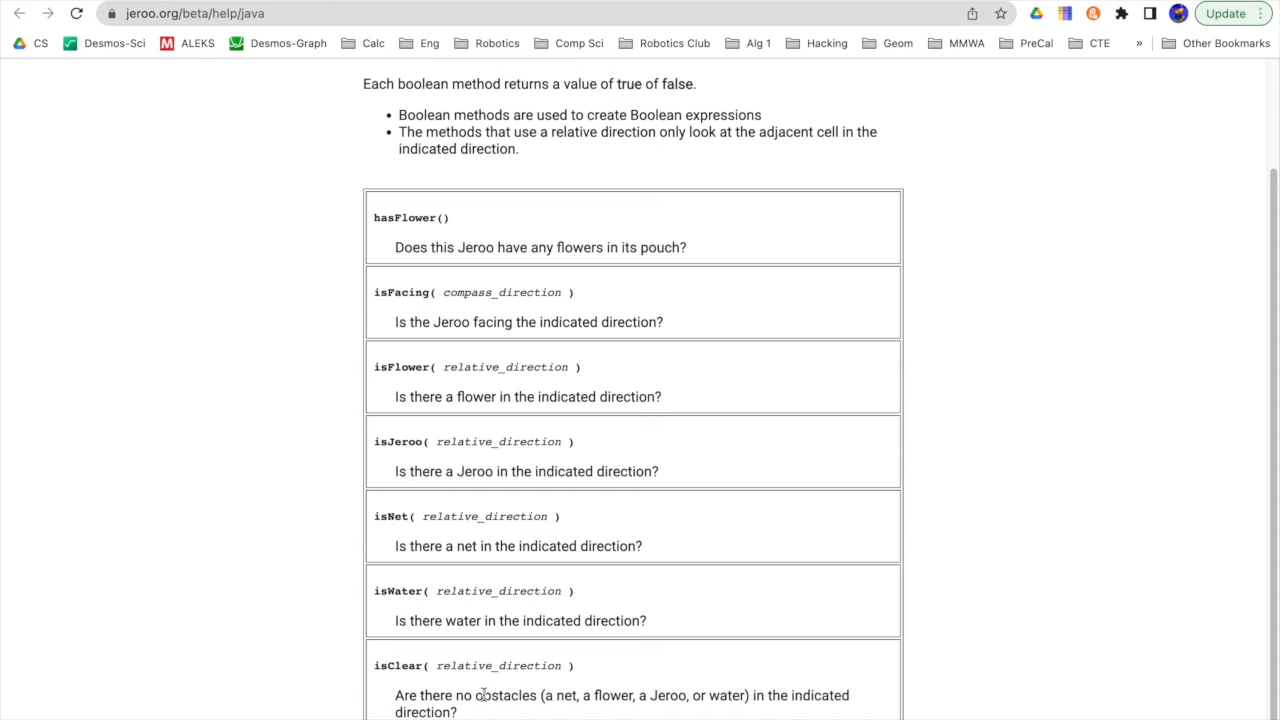 jeroo.org/beta/help/java
Update
CS Desmos-Sci ALEKS Desmos-Graph Calc Eng Robotics Comp Sci Robotics Club Alg 1 Hacking Geom MMWA PreCal CTE » Other Bookmarks
Each boolean method returns a value of true of false.
• Boolean methods are used to create Boolean expressions
• The methods that use a relative direction only look at the adjacent cell in the
indicated direction.
hasFlower()
Does this Jeroo have any flowers in its pouch?
isFacing( compass_direction )
Is the Jeroo facing the indicated direction?
isFlower( relative_direction )
Is there a flower in the indicated direction?
isJeroo( relative_direction )
Is there a Jeroo in the indicated direction?
isNet( relative_direction )
Is there a net in the indicated direction?
isWater( relative_direction )
Is there water in the indicated direction?
isClear( relative_direction )
Are there no obstacles (a net, a flower, a Jeroo, or water) in the indicated
direction?